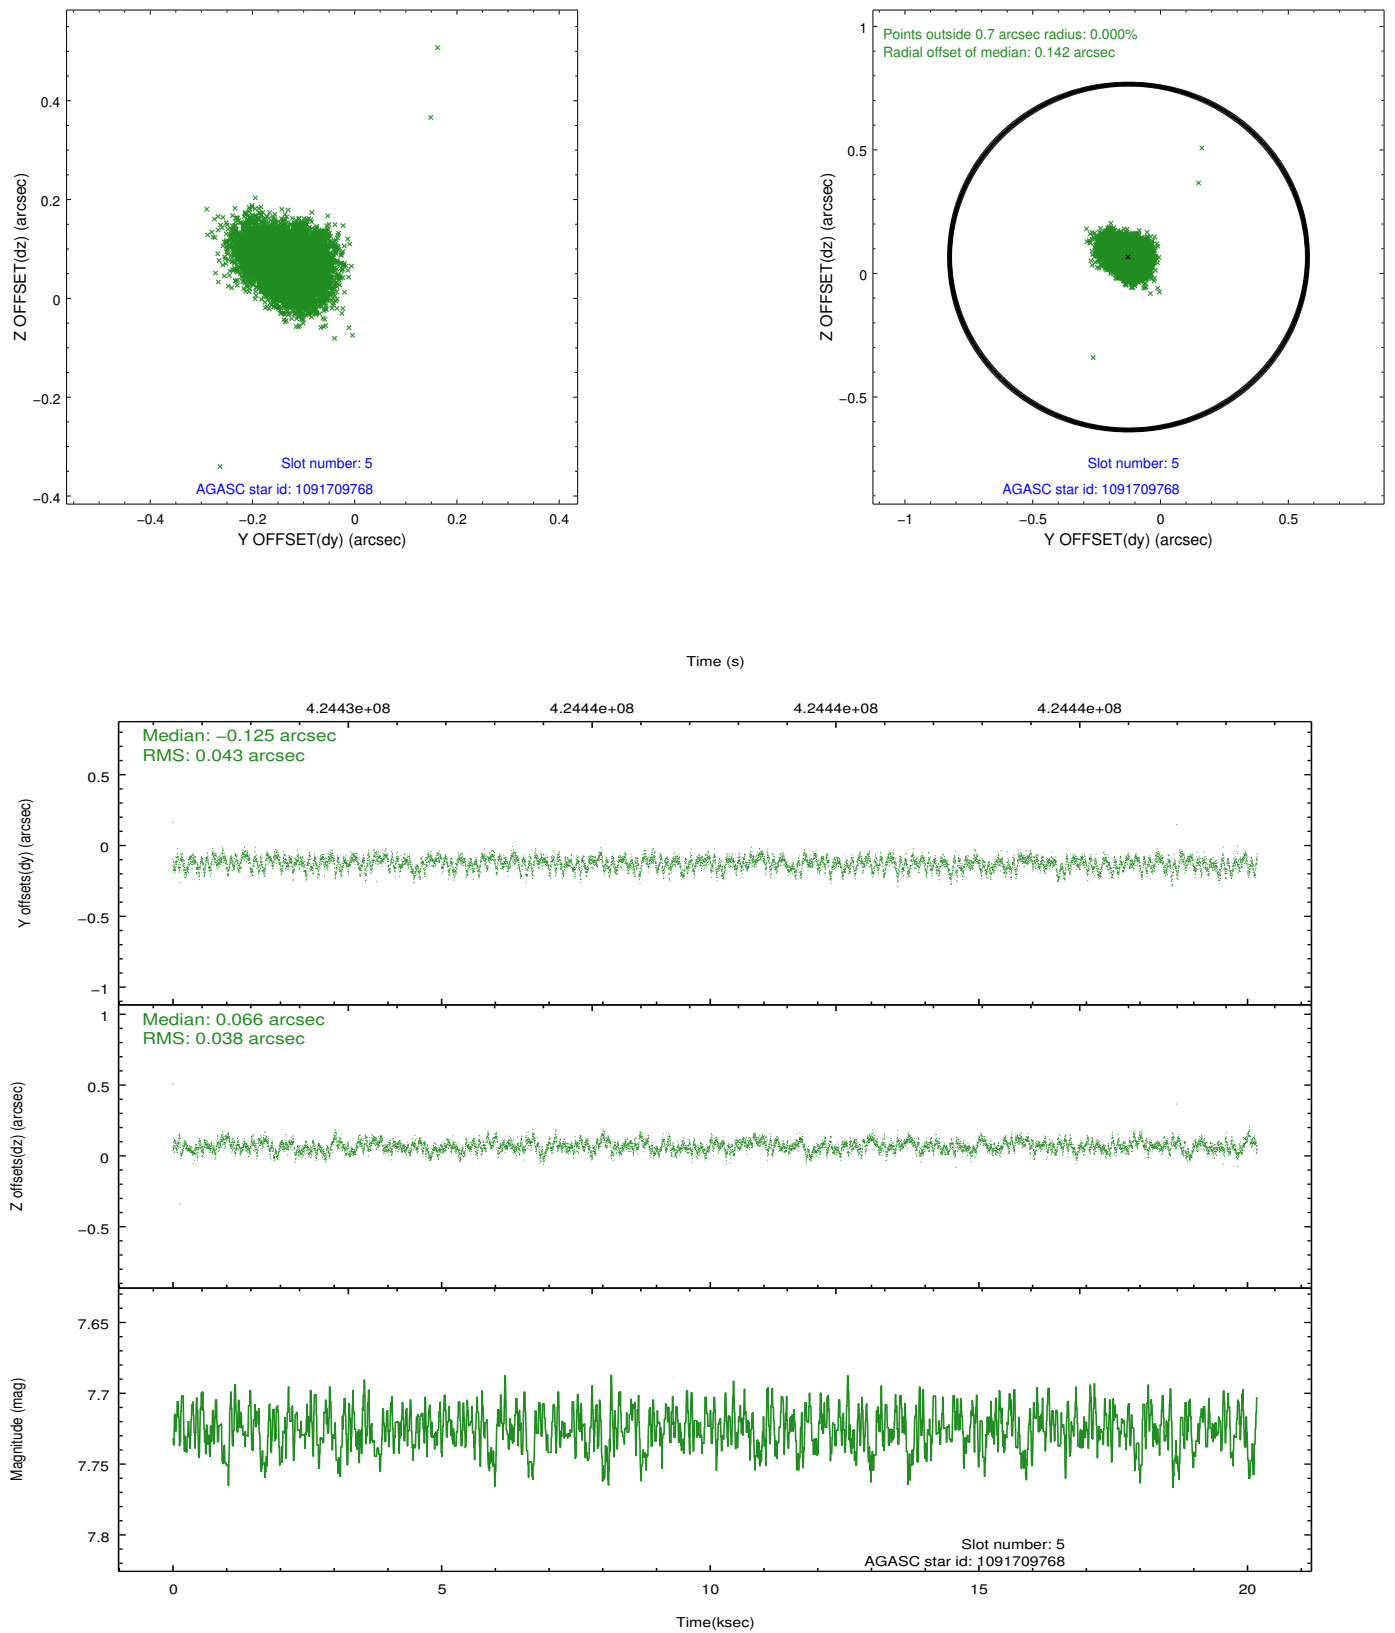 0.4
0.2
0
−0.2
−0.4
Z OFFSET(dz) (arcsec)
Slot number: 5
AGASC star id: 1091709768
−0.4
−0.2
0
0.2
0.4
Y OFFSET(dy) (arcsec)
Points outside 0.7 arcsec radius: 0.000%
Radial offset of median: 0.142 arcsec
1
0.5
0
−0.5
Z OFFSET(dz) (arcsec)
Slot number: 5
AGASC star id: 1091709768
−1
−0.5
0
0.5
Y OFFSET(dy) (arcsec)
Time (s)
4.2443e+08
4.2444e+08
4.2444e+08
4.2444e+08
Median: −0.125 arcsec
RMS: 0.043 arcsec
0.5
0
−0.5
−1
Y offsets(dy) (arcsec)
Median: 0.066 arcsec
RMS: 0.038 arcsec
1
0.5
0
−0.5
Z offsets(dz) (arcsec)
7.65
7.7
7.75
7.8
Magnitude (mag)
Slot number: 5
AGASC star id: 1091709768
0
5
10
15
20
Time(ksec)